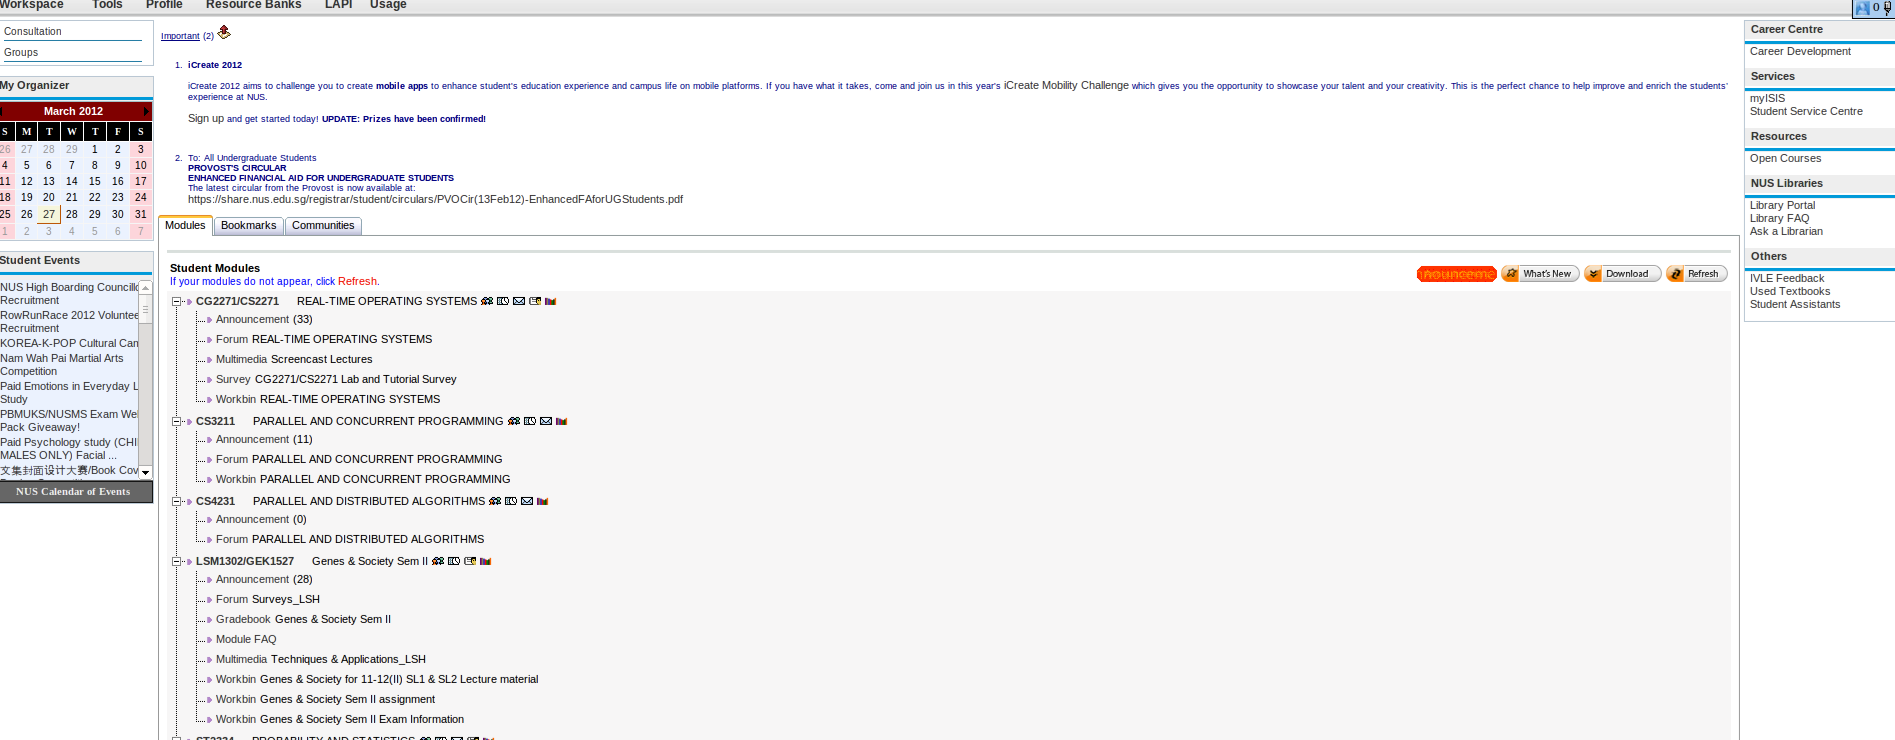 Workspace Tools Profile Resource Banks LAPI Usage
0
Consultation
Groups
My Organizer
March 2012
S M T W T F S
26 27 28 29 1 2 3
4 5 6 7 8 9 10
11 12 13 14 15 16 17
18 19 20 21 22 23 24
25 26 27 28 29 30 31
1 2 3 4 5 6 7
Student Events
NUS High Boarding Councillo
Recruitment
RowRunRace 2012 Voluntee
Recruitment
KOREA-K-POP Cultural Can
Nam Wah Pai Martial Arts
Competition
Paid Emotions in Everyday L
Study
PBMUKS/NUSMS Exam Wel
Pack Giveaway!
Paid Psychology study (CHI
MALES ONLY) Facial ...
文集封面设计大赛/Book Cov
NUS Calendar of Events
Important (2)
1. iCreate 2012
iCreate 2012 aims to challenge you to create mobile apps to enhance student's education experience and campus life on mobile platforms. If you have what it takes, come and join us in this year's iCreate Mobility Challenge which gives you the opportunity to showcase your talent and your creativity. This is the perfect chance to help improve and enrich the students'
experience at NUS.
Sign up and get started today! UPDATE: Prizes have been confirmed!
2. To: All Undergraduate Students
PROVOST'S CIRCULAR
ENHANCED FINANCIAL AID FOR UNDERGRADUATE STUDENTS
The latest circular from the Provost is now available at:
https://share.nus.edu.sg/registrar/student/circulars/PVOCir(13Feb12)-EnhancedFAforUGStudents.pdf
Modules Bookmarks Communities
Student Modules
If your modules do not appear, click Refresh.
What's New Download Refresh
CG2271/CS2271 REAL-TIME OPERATING SYSTEMS
Announcement (33)
Forum REAL-TIME OPERATING SYSTEMS
Multimedia Screencast Lectures
Survey CG2271/CS2271 Lab and Tutorial Survey
Workbin REAL-TIME OPERATING SYSTEMS
CS3211 PARALLEL AND CONCURRENT PROGRAMMING
Announcement (11)
Forum PARALLEL AND CONCURRENT PROGRAMMING
Workbin PARALLEL AND CONCURRENT PROGRAMMING
CS4231 PARALLEL AND DISTRIBUTED ALGORITHMS
Announcement (0)
Forum PARALLEL AND DISTRIBUTED ALGORITHMS
LSM1302/GEK1527 Genes & Society Sem II
Announcement (28)
Forum Surveys_LSH
Gradebook Genes & Society Sem II
Module FAQ
Multimedia Techniques & Applications_LSH
Workbin Genes & Society for 11-12(II) SL1 & SL2 Lecture material
Workbin Genes & Society Sem II assignment
Workbin Genes & Society Sem II Exam Information
ST2334 PROBABILITY AND STATISTICS
Career Centre
Career Development
Services
myISIS
Student Service Centre
Resources
Open Courses
NUS Libraries
Library Portal
Library FAQ
Ask a Librarian
Others
IVLE Feedback
Used Textbooks
Student Assistants